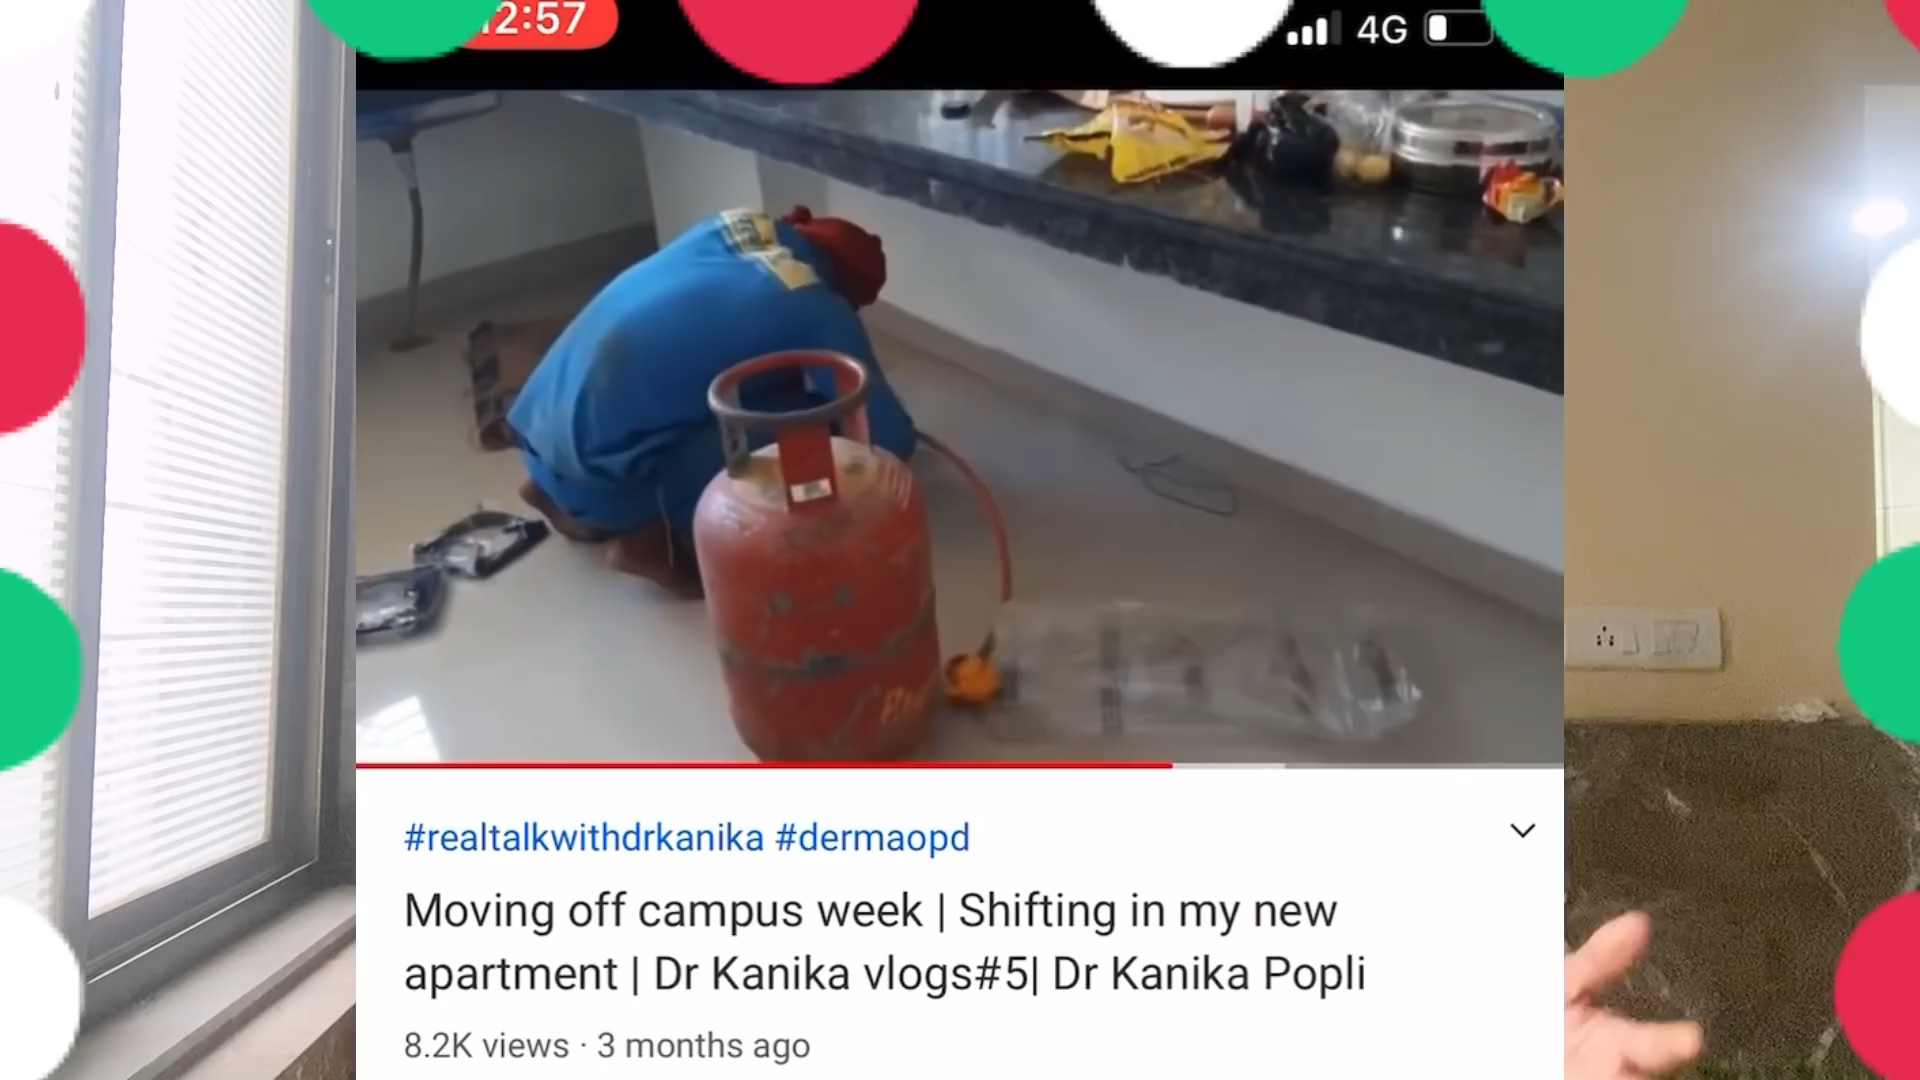 12:57
4G
#realtalkwithdrkanika #dermaopd
Moving off campus week | Shifting in my new
apartment | Dr Kanika vlogs#5| Dr Kanika Popli
8.2K views · 3 months ago